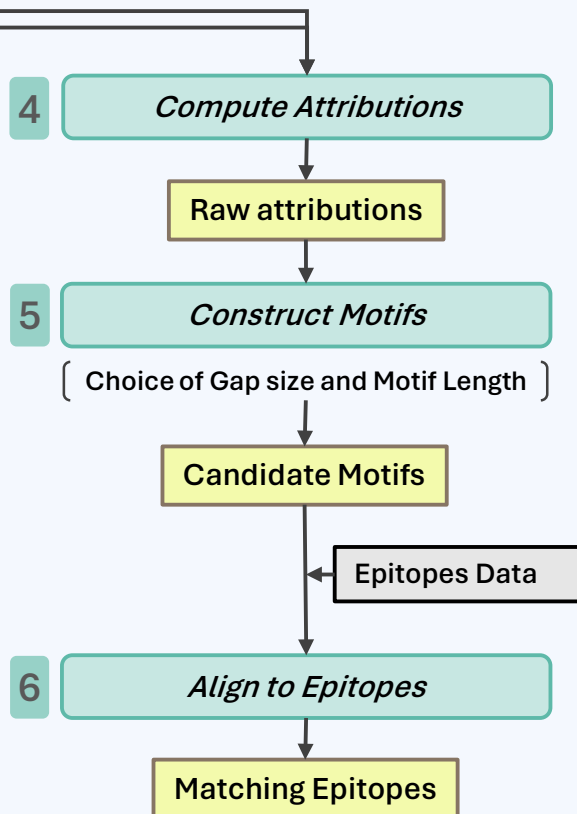 4
Compute Attributions
Raw attributions
5
Construct Motifs
Choice of Gap size and Motif Length
Candidate Motifs
Epitopes Data
6
Align to Epitopes
Matching Epitopes